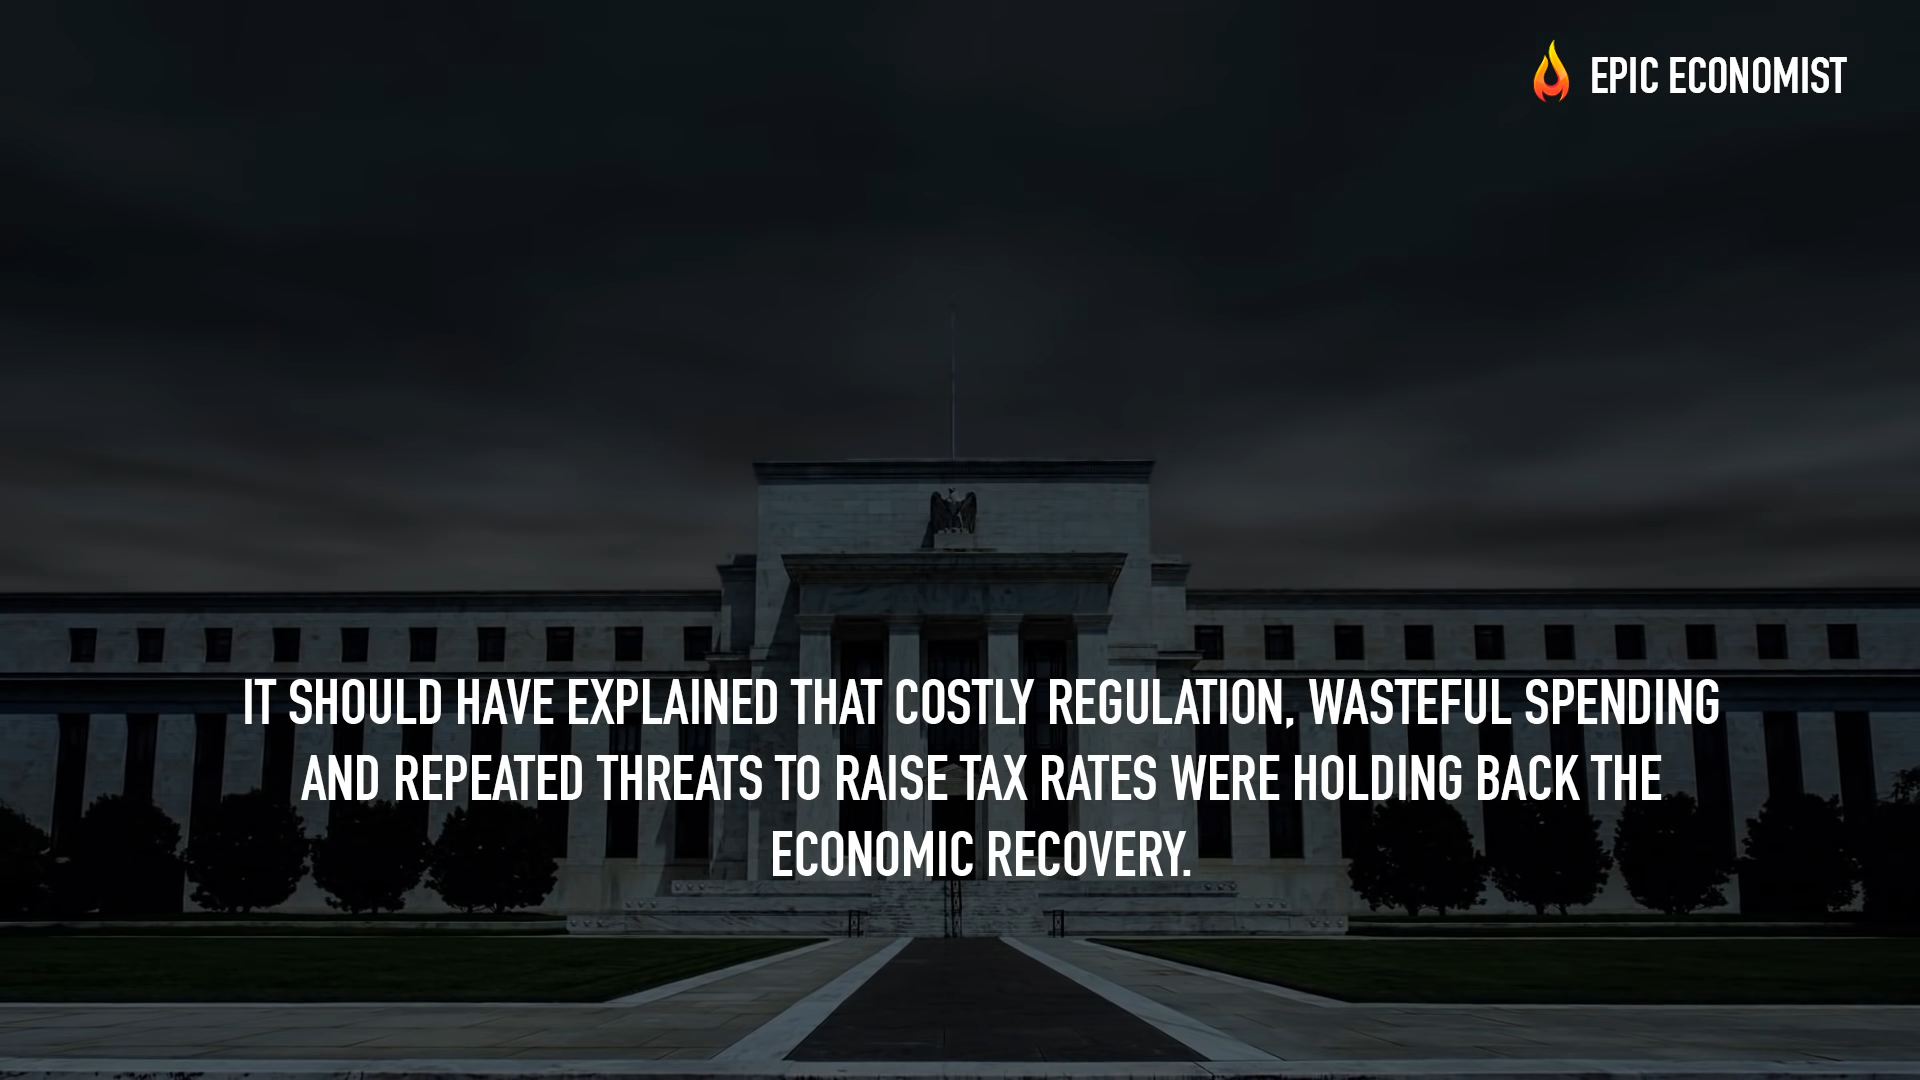 EPIC ECONOMIST
IT SHOULD HAVE EXPLAINED THAT COSTLY REGULATION, WASTEFUL SPENDING
AND REPEATED THREATS TO RAISE TAX RATES WERE HOLDING BACK THE
ECONOMIC RECOVERY.